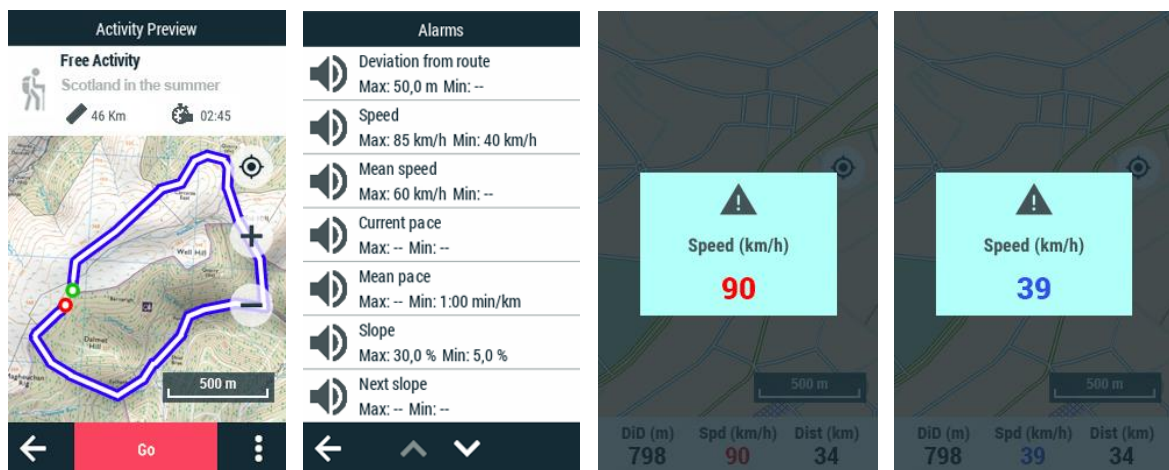 Activity Preview
Free Activity
Scotland in the summer
46 Km 02:45
Well Hill
Dalmet
Hill
500 m
Go
Alarms
Deviation from route
Max: 50,0 m Min: --
Speed
Max: 85 km/h Min: 40 km/h
Mean speed
Max: 60 km/h Min: --
Current pace
Max: -- Min: --
Mean pace
Max: -- Min: 1:00 min/km
Slope
Max: 30,0 % Min: 5,0 %
Next slope
Max: -- Min: --
Speed (km/h)
90
500 m
DiD (m) Spd (km/h) Dist (km)
798 90 34
Speed (km/h)
39
500 m
DiD (m) Spd (km/h) Dist (km)
798 39 34